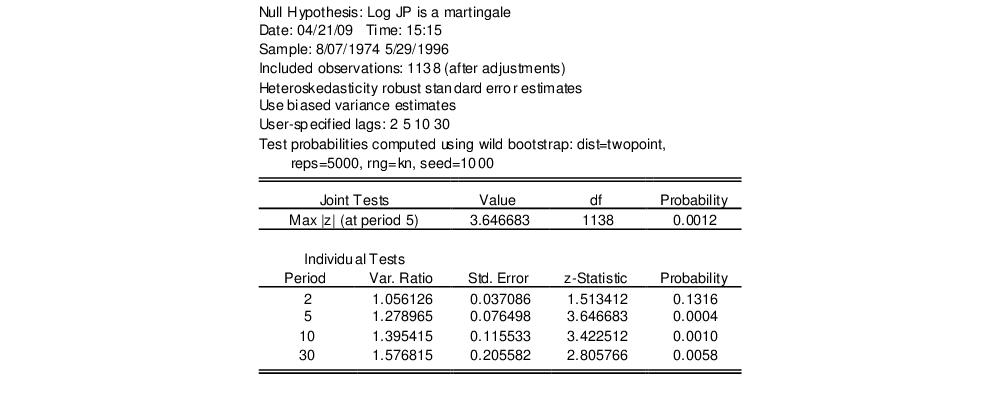 Null Hypothesis: Log JP is a martingale
Date: 04/21/09 Time: 15:15
Sample: 8/07/1974 5/29/1996
Included observations: 1138 (after adjustments)
Heteroskedasticity robust standard error estimates
Use biased variance estimates
User-specified lags: 2 5 10 30
Test probabilities computed using wild bootstrap: dist=twopoint,
reps=5000, rng=kn, seed=1000
Joint Tests Value df Probability
Max |z| (at period 5) 3.646683 1138 0.0012
Individual Tests
Period Var. Ratio Std. Error z-Statistic Probability
2 1.056126 0.037086 1.513412 0.1316
5 1.278965 0.076498 3.646683 0.0004
10 1.395415 0.115533 3.422512 0.0010
30 1.576815 0.205582 2.805766 0.0058